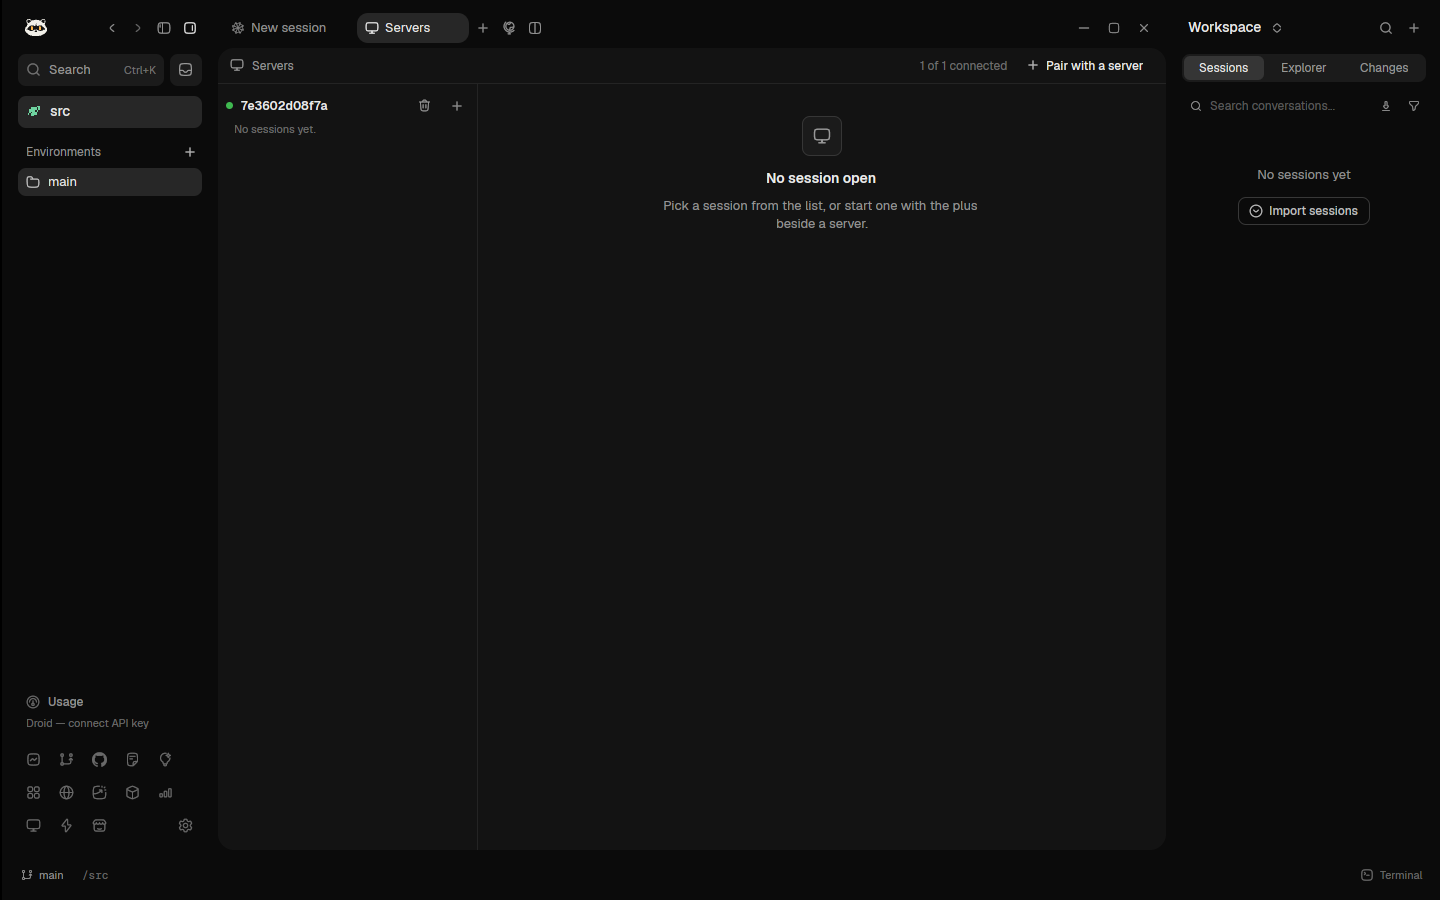 New session
Servers
Workspace
Search
Ctrl+K
src
Environments
main
Servers
1 of 1 connected
Pair with a server
7e3602d08f7a
No sessions yet.
No session open
Pick a session from the list, or start one with the plus
beside a server.
Sessions
Explorer
Changes
Search conversations...
No sessions yet
Import sessions
Usage
Droid — connect API key
main
/src
Terminal